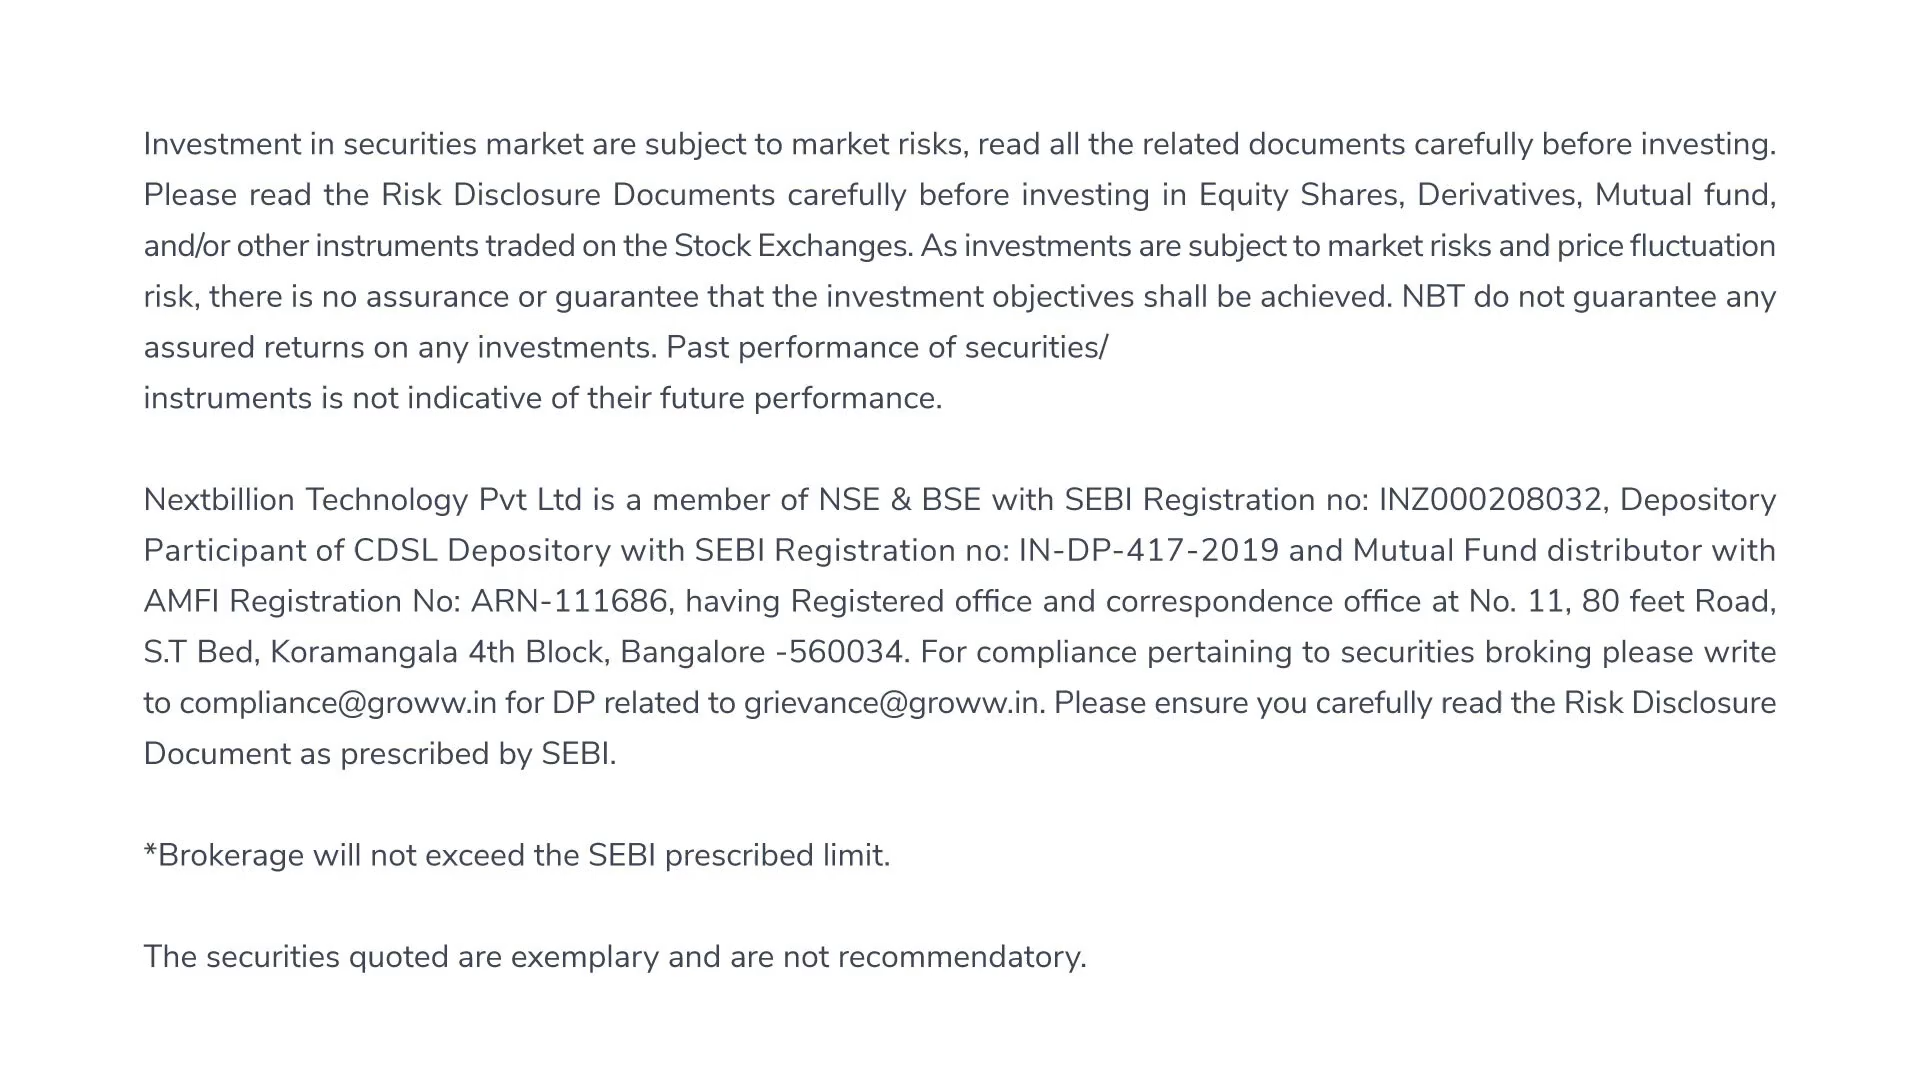 Investment in securities market are subject to market risks, read all the related documents carefully before investing.
Please read the Risk Disclosure Documents carefully before investing in Equity Shares, Derivatives, Mutual fund,
and/or other instruments traded on the Stock Exchanges. As investments are subject to market risks and price fluctuation
risk, there is no assurance or guarantee that the investment objectives shall be achieved. NBT do not guarantee any
assured returns on any investments. Past performance of securities/
instruments is not indicative of their future performance.
Nextbillion Technology Pvt Ltd is a member of NSE & BSE with SEBI Registration no: INZ000208032, Depository
Participant of CDSL Depository with SEBI Registration no: IN-DP-417-2019 and Mutual Fund distributor with
AMFI Registration No: ARN-111686, having Registered office and correspondence office at No. 11, 80 feet Road,
S.T Bed, Koramangala 4th Block, Bangalore -560034. For compliance pertaining to securities broking please write
to compliance@groww.in for DP related to grievance@groww.in. Please ensure you carefully read the Risk Disclosure
Document as prescribed by SEBI.
*Brokerage will not exceed the SEBI prescribed limit.
The securities quoted are exemplary and are not recommendatory.